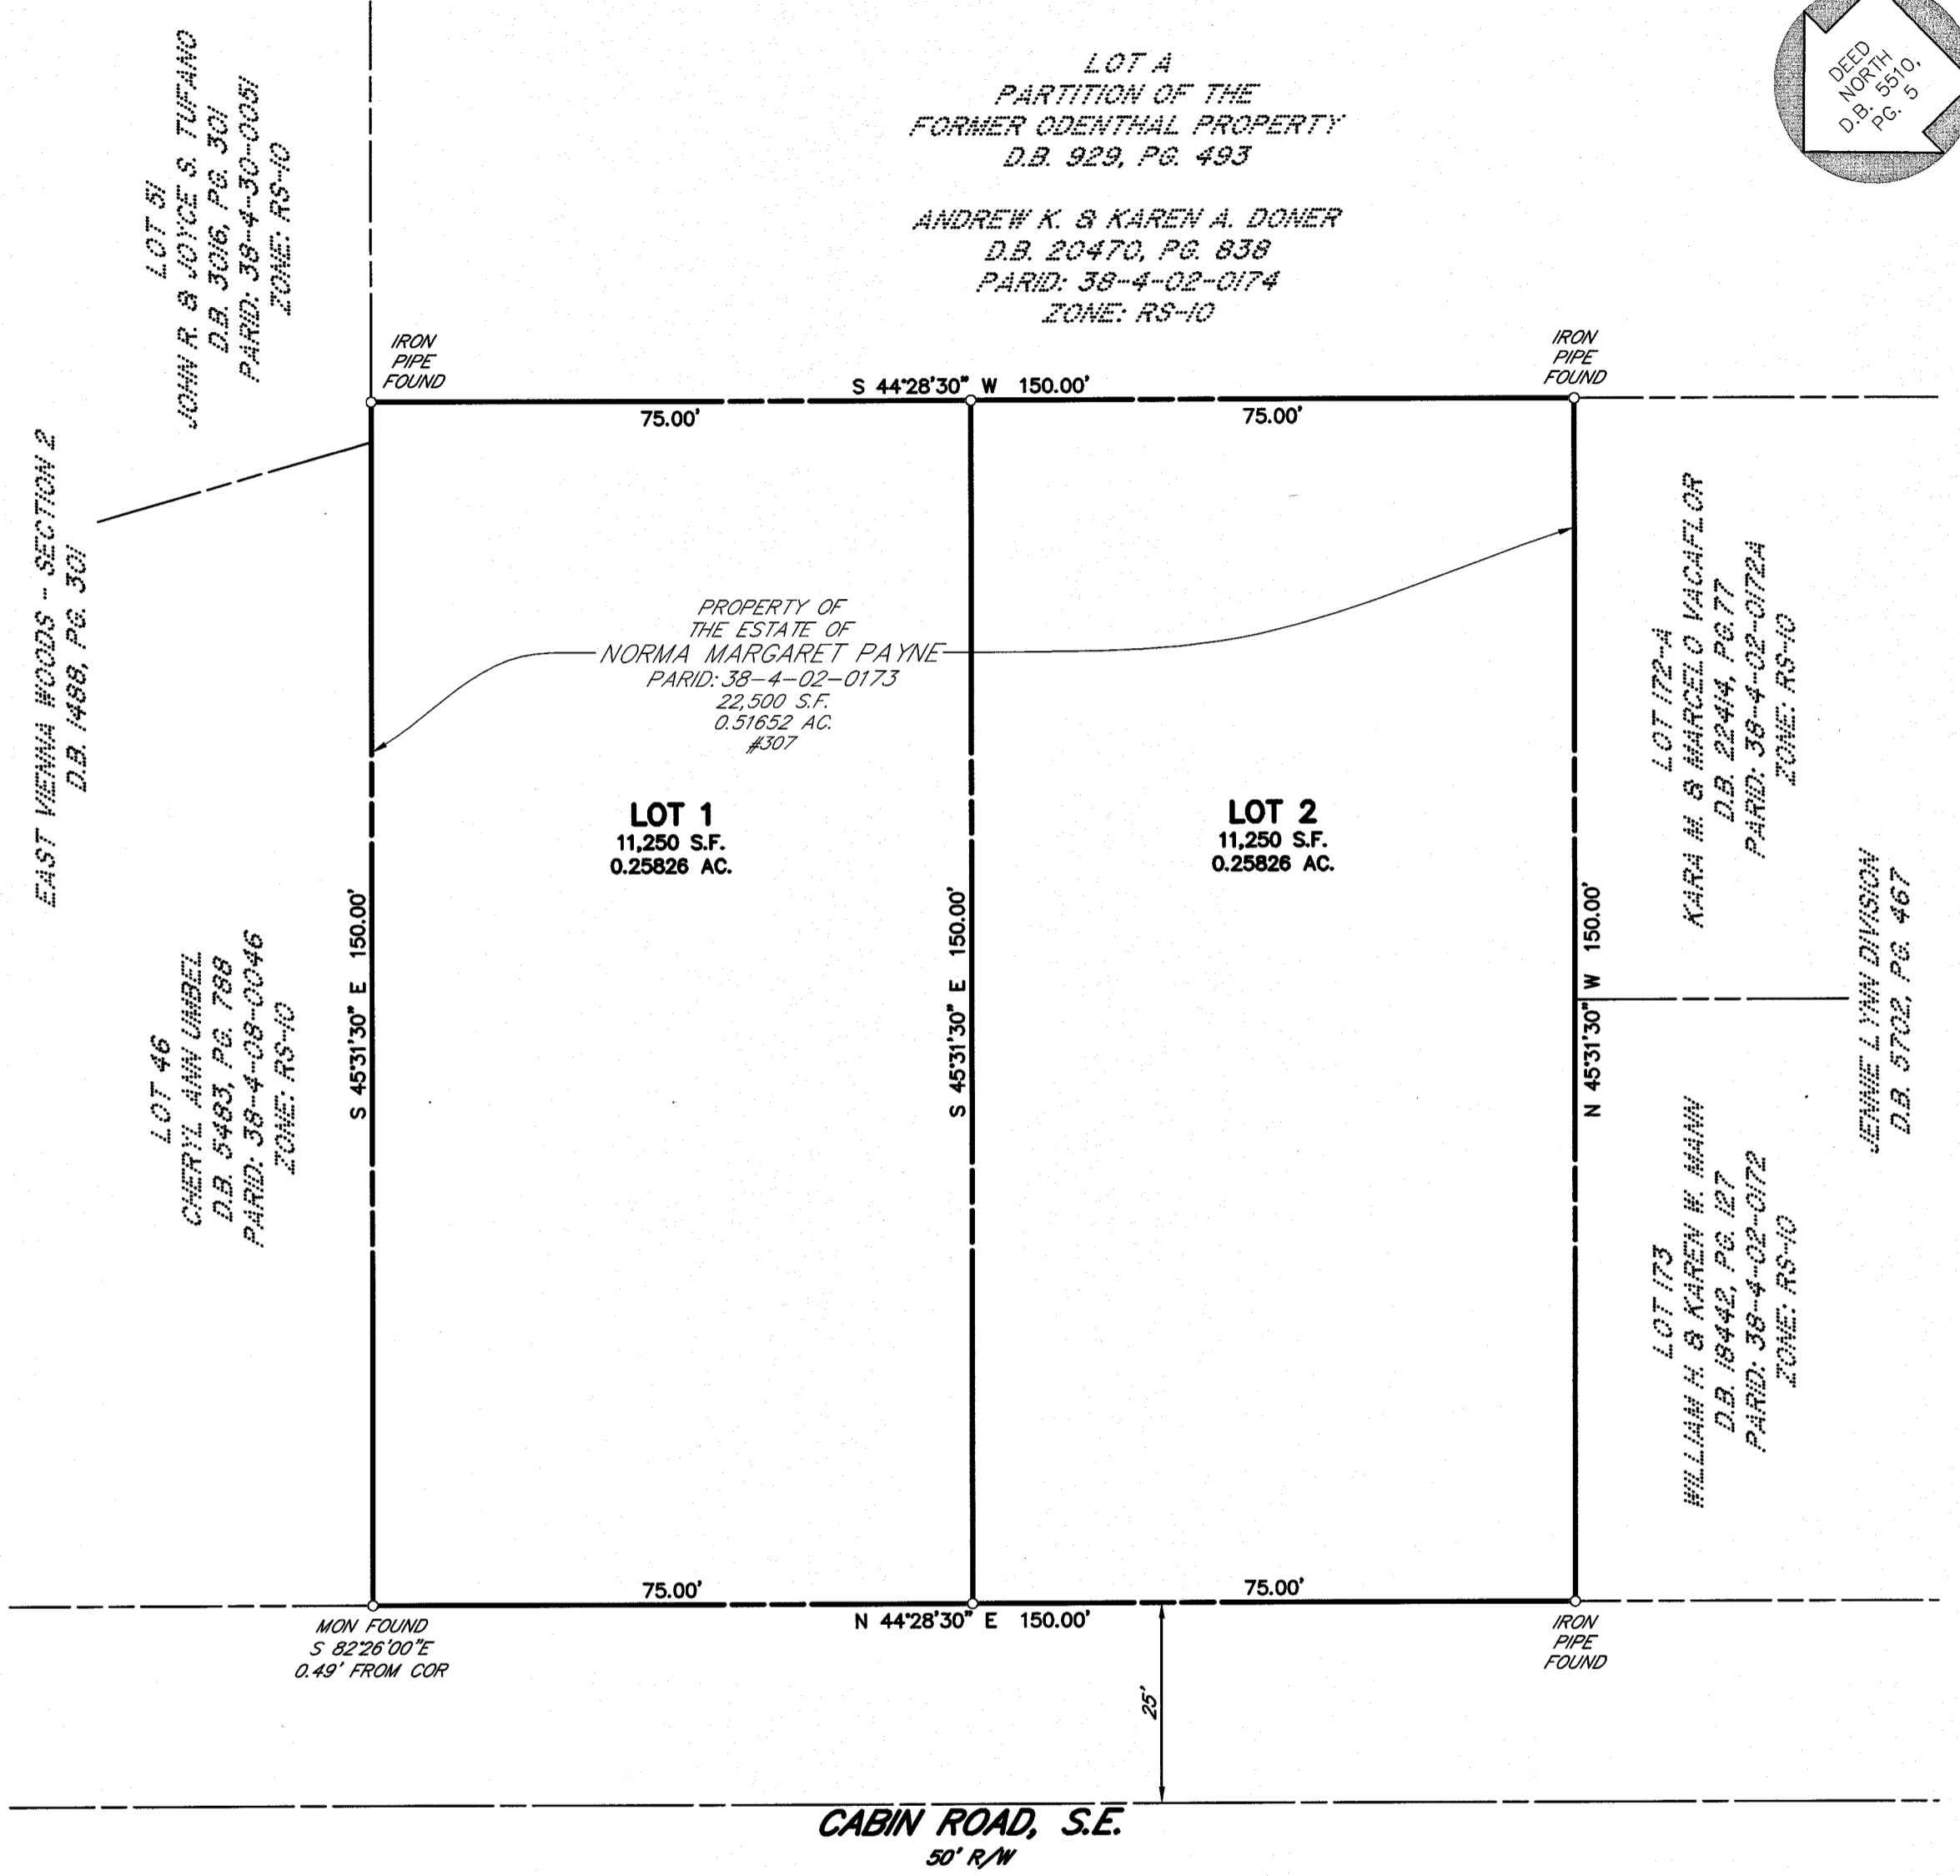 DEED
NORTH
D.B. 5510,
PG. 5
LOT A
PARTITION OF THE
FORMER ODENTHAL PROPERTY
D.B. 929, PG. 493
ANDREW K. & KAREN A. DONER
D.B. 20470, PG. 838
PARID: 38-4-02-0174
ZONE: RS-10
LOT 51
JOHN R. & JOYCE S. TUFANO
D.B. 3016, PG. 301
PARID: 38-4-30-0051
ZONE: RS-10
EAST VIENNA WOODS - SECTION 2
D.B. 1488, PG. 301
IRON
PIPE
FOUND
S 44°28'30" W 150.00'
75.00'
75.00'
IRON
PIPE
FOUND
PROPERTY OF
THE ESTATE OF
NORMA MARGARET PAYNE
PARID: 38-4-02-0173
22,500 S.F.
0.51652 AC.
#307
LOT 1
11,250 S.F.
0.25826 AC.
LOT 2
11,250 S.F.
0.25826 AC.
S 45°31'30" E 150.00'
S 45°31'30" E 150.00'
N 45°31'30" W 150.00'
LOT 46
CHERYL ANN UMBEL
D.B. 5483, PG. 788
PARID: 38-4-08-0046
ZONE: RS-10
LOT 172-A
KARA M. & MARCELO VACAFLOR
D.B. 22414, PG.77
PARID: 38-4-02-0172A
ZONE: RS-10
JENNIE LYNN DIVISION
D.B. 5702, PG. 467
LOT 173
WILLIAM H. & KAREN W. MANN
D.B. 18442, PG. 127
PARID: 38-4-02-0172
ZONE: RS-10
75.00'
75.00'
N 44°28'30" E 150.00'
MON FOUND
S 82°26'00"E
0.49' FROM COR
IRON
PIPE
FOUND
25'
CABIN ROAD, S.E.
50' R/W